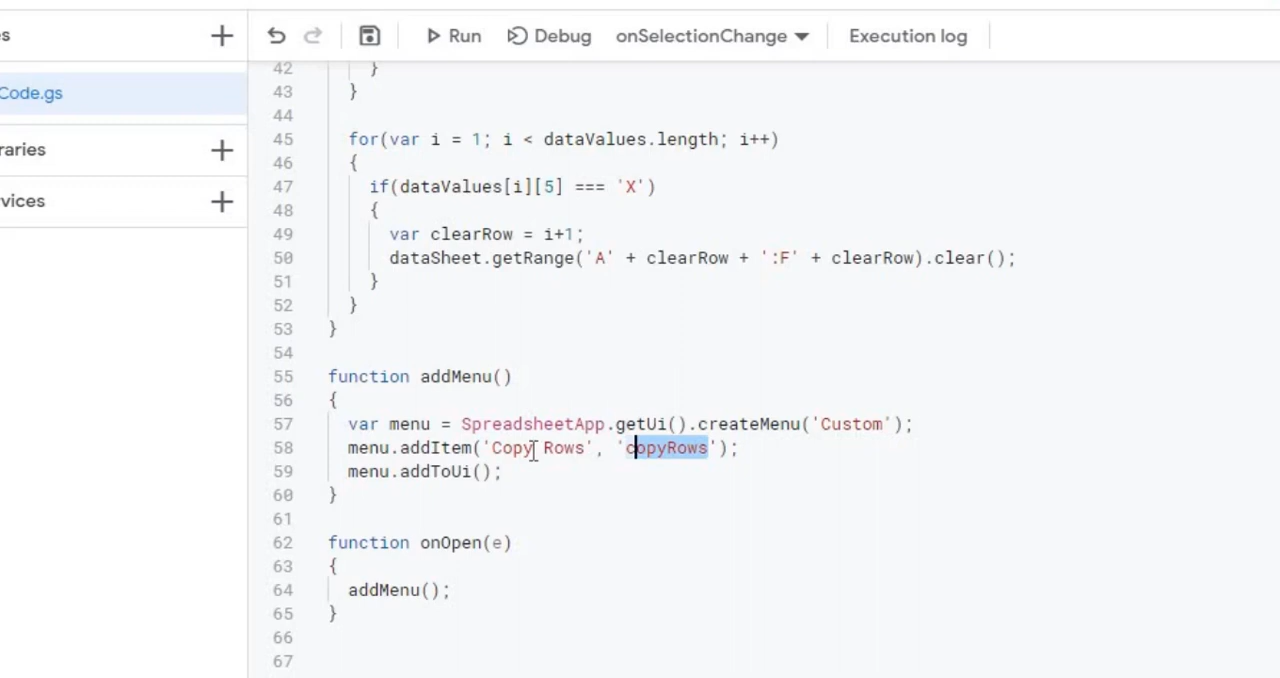 s
Run Debug onSelectionChange Execution log
Code.gs
raries
vices
42 }
43 }
44
45 for(var i = 1; i < dataValues.length; i++)
46 {
47 if(dataValues[i][5] === 'X')
48 {
49 var clearRow = i+1;
50 dataSheet.getRange('A' + clearRow + ':F' + clearRow).clear();
51 }
52 }
53 }
54
55 function addMenu()
56 {
57 var menu = SpreadsheetApp.getUi().createMenu('Custom');
58 menu.addItem('Copy Rows', 'copyRows');
59 menu.addToUi();
60 }
61
62 function onOpen(e)
63 {
64 addMenu();
65 }
66
67